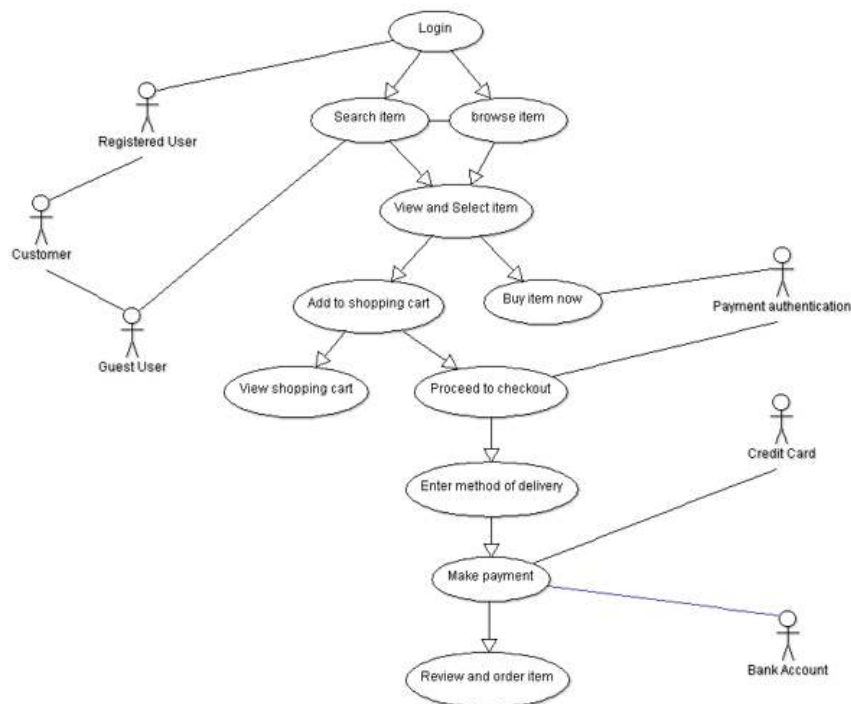 Login
Search item
browse item
Registered User
View and Select item
Customer
Add to shopping cart
Buy item now
Payment authentication
Guest User
View shopping cart
Proceed to checkout
Credit Card
Enter method of delivery
Make payment
Bank Account
Review and order item